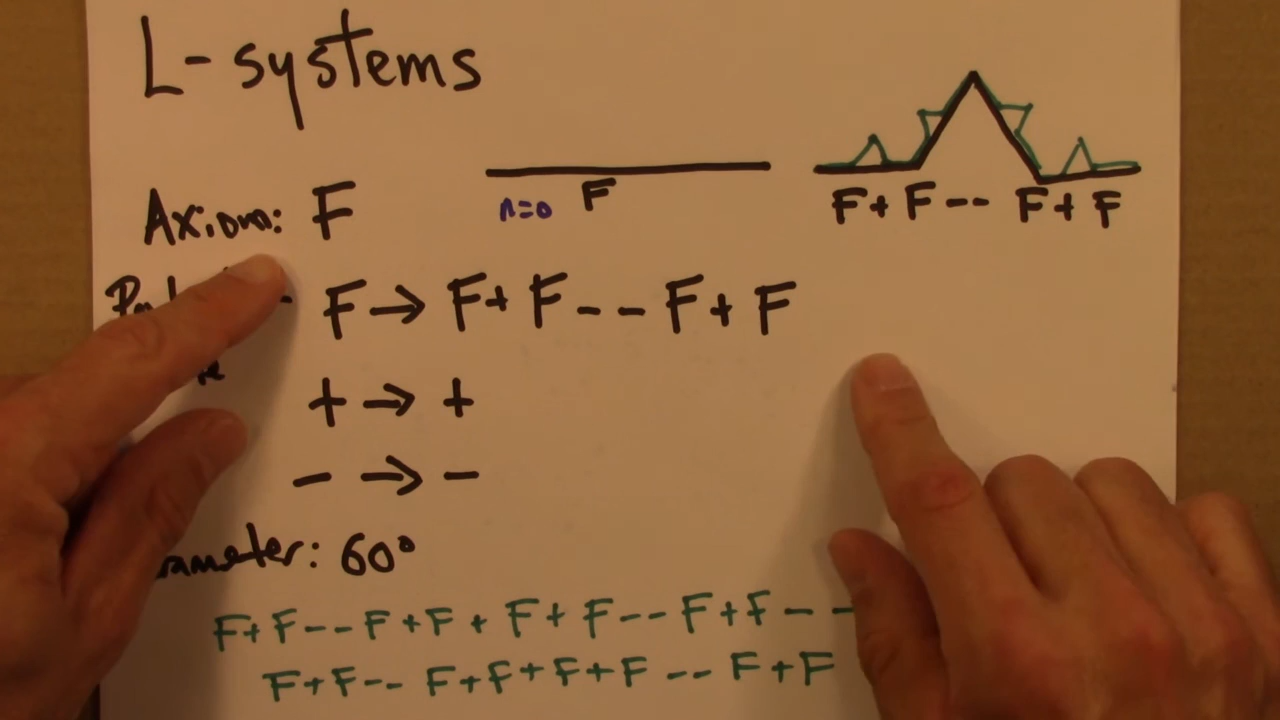 L-systems
Axiom: F
n=0 F
F+ F-- F+ F
F → F+ F-- F + F
+ → +
- → -
: 60°
F+F--F+F + F+F--F+F--
F+F-- F+F+F+F -- F+F